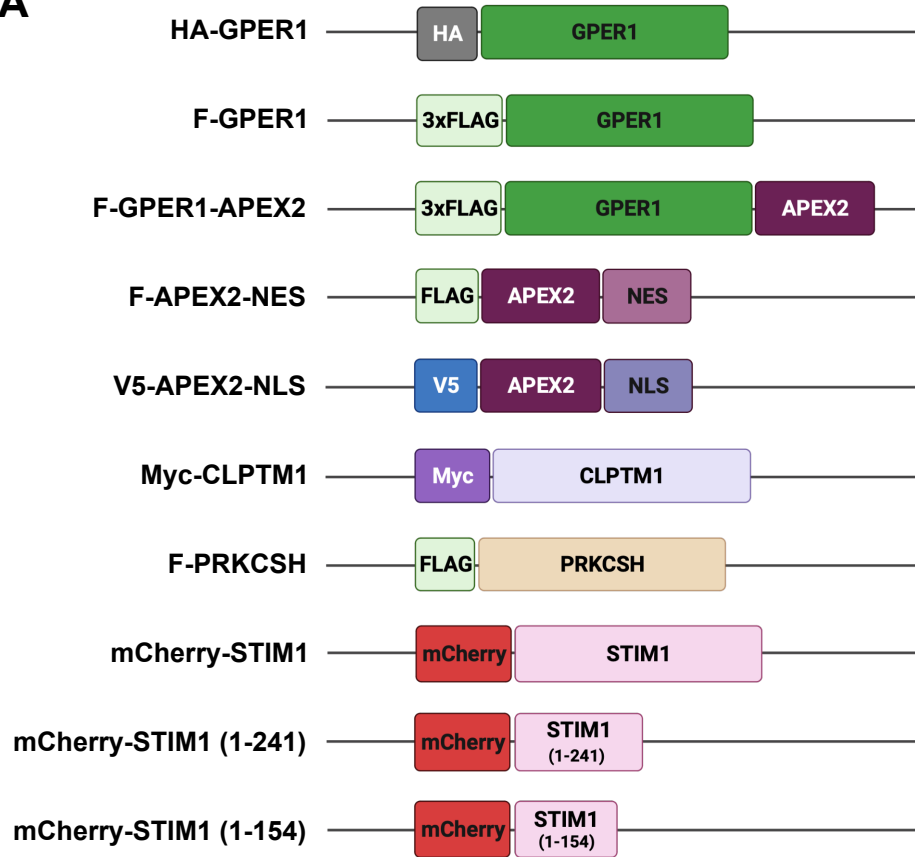 A
HA-GPER1 HA GPER1
F-GPER1 3xFLAG GPER1
F-GPER1-APEX2 3xFLAG GPER1 APEX2
F-APEX2-NES FLAG APEX2 NES
V5-APEX2-NLS V5 APEX2 NLS
Myc-CLPTM1 Myc CLPTM1
F-PRKCSH FLAG PRKCSH
mCherry-STIM1 mCherry STIM1
mCherry-STIM1 (1-241) mCherry STIM1
(1-241)
mCherry-STIM1 (1-154) mCherry STIM1
(1-154)